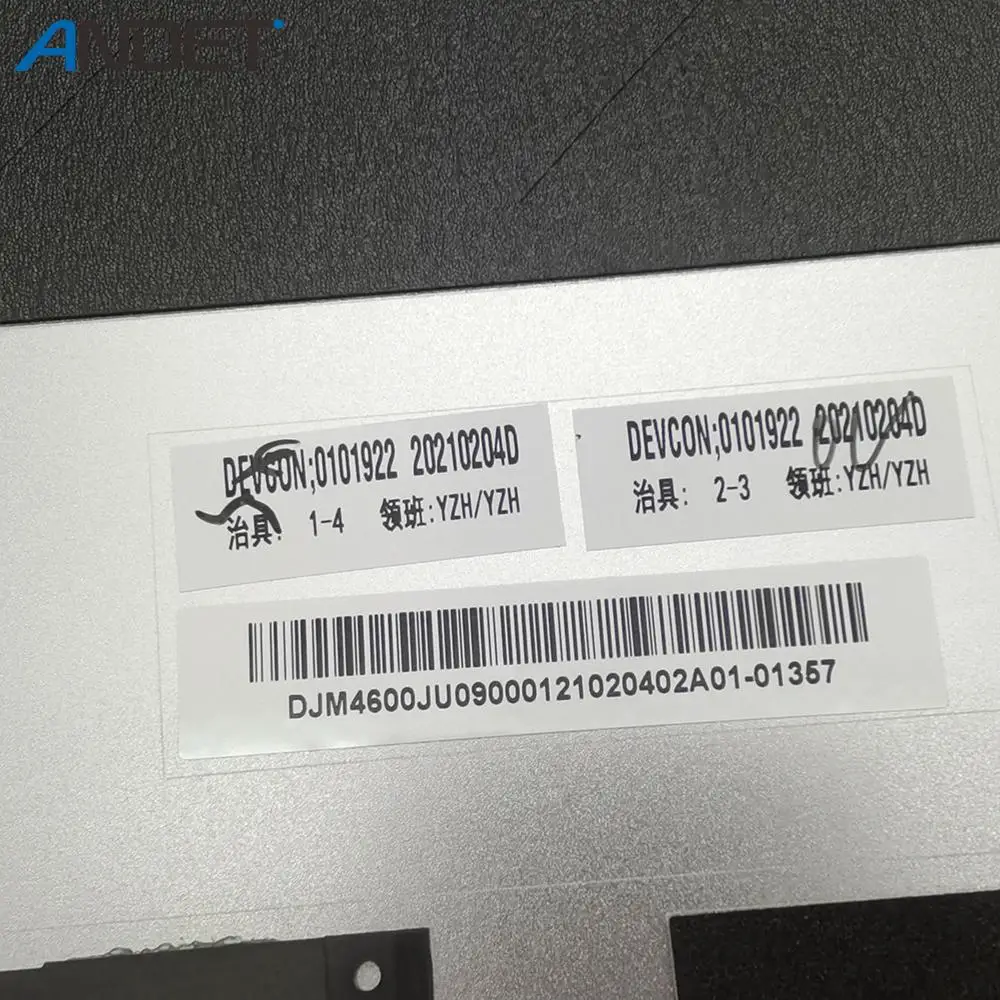 ANDET
DEVCON;0101922 20210204D
治具: 1-4 领班:YZH/YZH
DEVCON;0101922 20210204D
治具: 2-3 领班:YZH/YZH
DJM4600JU09000121020402A01-01357